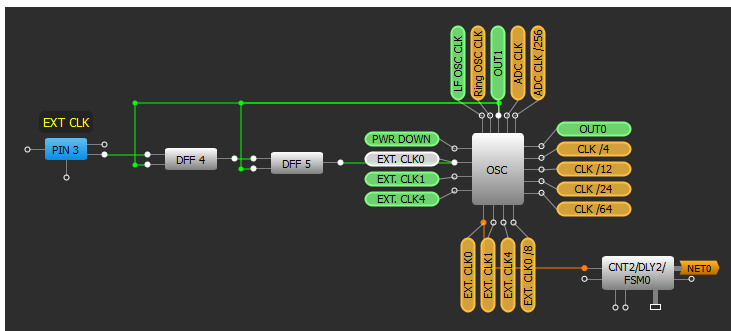 LF OSC CLK
Ring OSC CLK
OUT1
ADC CLK
ADC CLK /256
EXT CLK
PIN 3
DFF 4
DFF 5
PWR DOWN
EXT. CLK0
EXT. CLK1
EXT. CLK4
OSC
OUT0
CLK /4
CLK /12
CLK /24
CLK /64
EXT. CLK0
EXT. CLK1
EXT. CLK4
EXT. CLK0 /8
CNT2/DLY2/
FSM0
NET0